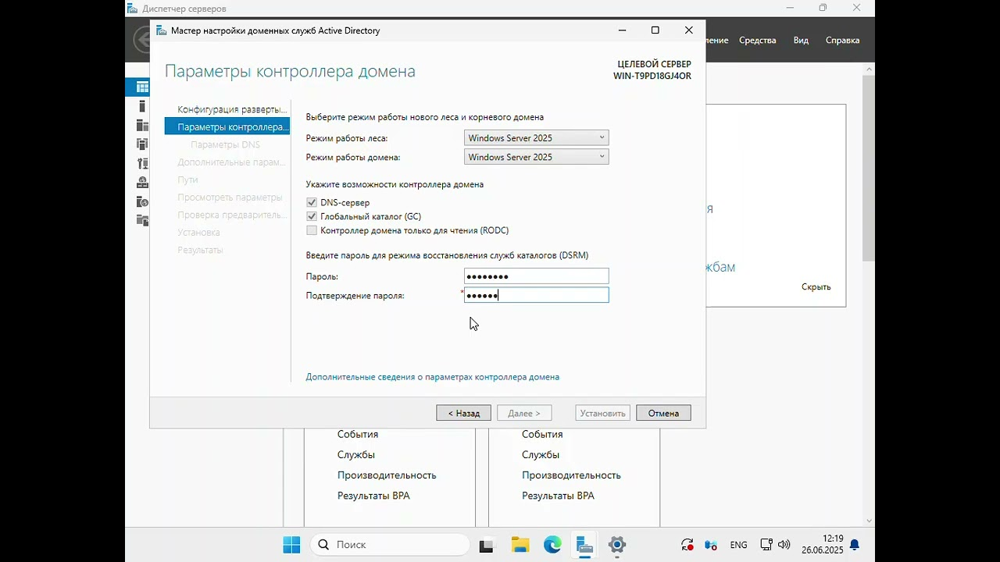 Диспетчер серверов
Мастер настройки доменных служб Active Directory
ление Средства Вид Справка
Параметры контроллера домена
ЦЕЛЕВОЙ СЕРВЕР
WIN-T9PD18GJ4OR
Конфигурация разверты...
Параметры контроллера...
Параметры DNS
Дополнительные парам...
Пути
Просмотреть параметры
Проверка предваритель...
Установка
Результаты
Выберите режим работы нового леса и корневого домена
Режим работы леса: Windows Server 2025
Режим работы домена: Windows Server 2025
Укажите возможности контроллера домена
DNS-сервер
Глобальный каталог (GC)
Контроллер домена только для чтения (RODC)
Введите пароль для режима восстановления служб каталогов (DSRM)
Пароль: ●●●●●●●●
Подтверждение пароля: * ●●●●●●
Дополнительные сведения о параметрах контроллера домена
< Назад Далее > Установить Отмена
я
жбам
Скрыть
События События
Службы Службы
Производительность Производительность
Результаты BPA Результаты BPA
Поиск
ENG
12:19
26.06.2025